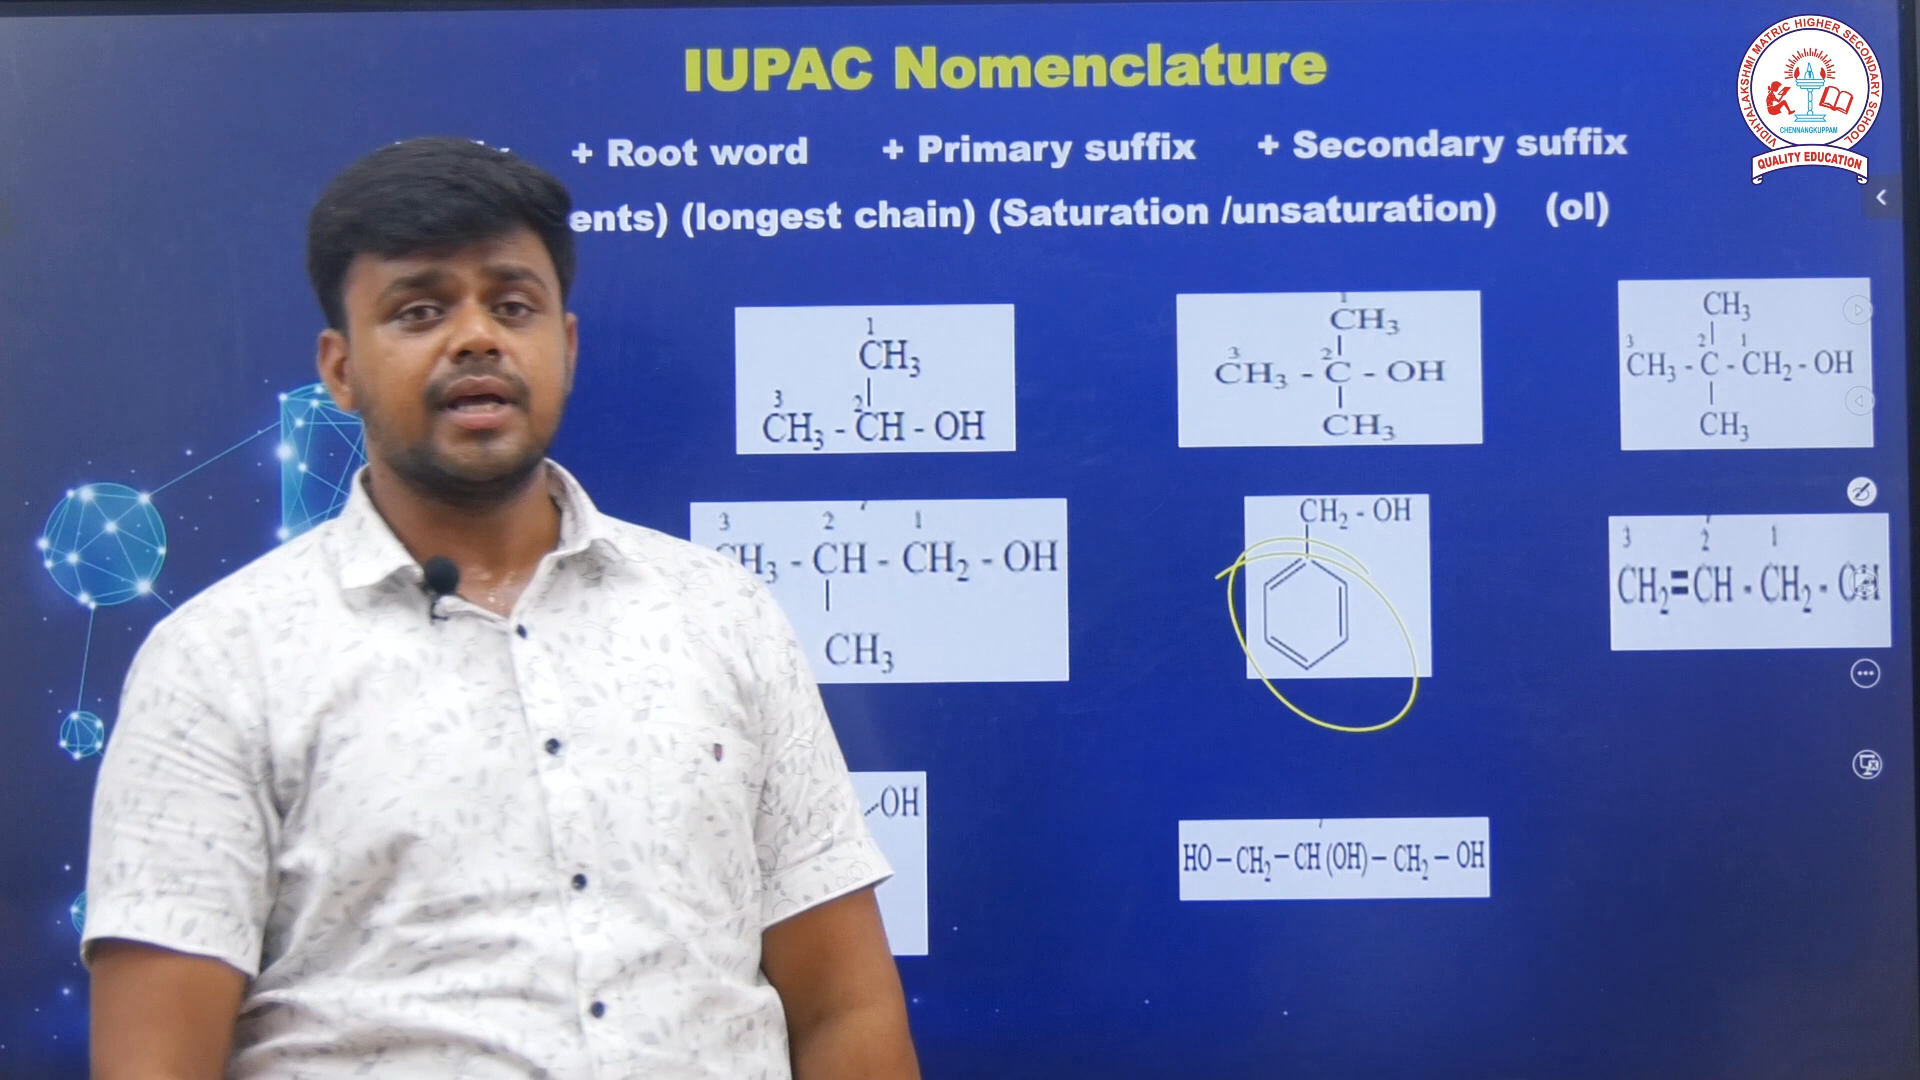 IUPAC Nomenclature
+ Root word + Primary suffix + Secondary suffix
ents) (longest chain) (Saturation /unsaturation) (ol)
VIDHYALAKSHMI MATRIC HIGHER SECONDARY SCHOOL
CHENNANGKUPPAM
QUALITY EDUCATION
1
CH₃
3 2
CH₃ - CH - OH
1
CH₃
3 2
CH₃ - C - OH
CH₃
CH₃
3 2 1
CH₃ - C - CH₂ - OH
CH₃
3 2 1
CH₃ - CH - CH₂ - OH
CH₃
CH₂ - OH
3 2 1
CH₂=CH - CH₂ - OH
OH
HO – CH₂ – CH (OH) – CH₂ – OH